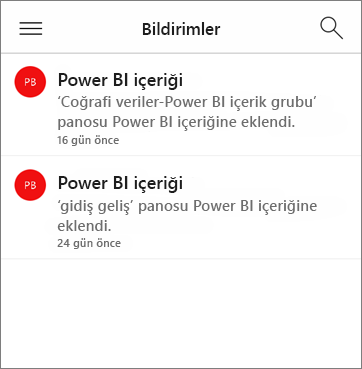 Bildirimler
PB
Power BI içeriği
‘Coğrafi veriler-Power BI içerik grubu’
panosu Power BI içeriğine eklendi.
16 gün önce
PB
Power BI içeriği
‘gidiş geliş’ panosu Power BI içeriğine
eklendi.
24 gün önce